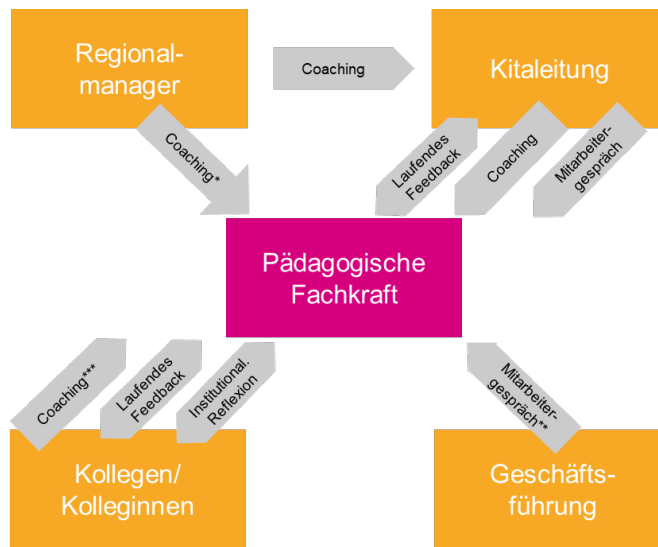 Regional-
manager
Coaching
Kitaleitung
Coaching*
Laufendes
Feedback
Coaching
Mitarbeiter-
gespräch
Pädagogische
Fachkraft
Coaching***
Laufendes
Feedback
Institutional.
Reflexion
Mitarbeiter-
gespräch**
Kollegen/
Kolleginnen
Geschäfts-
führung